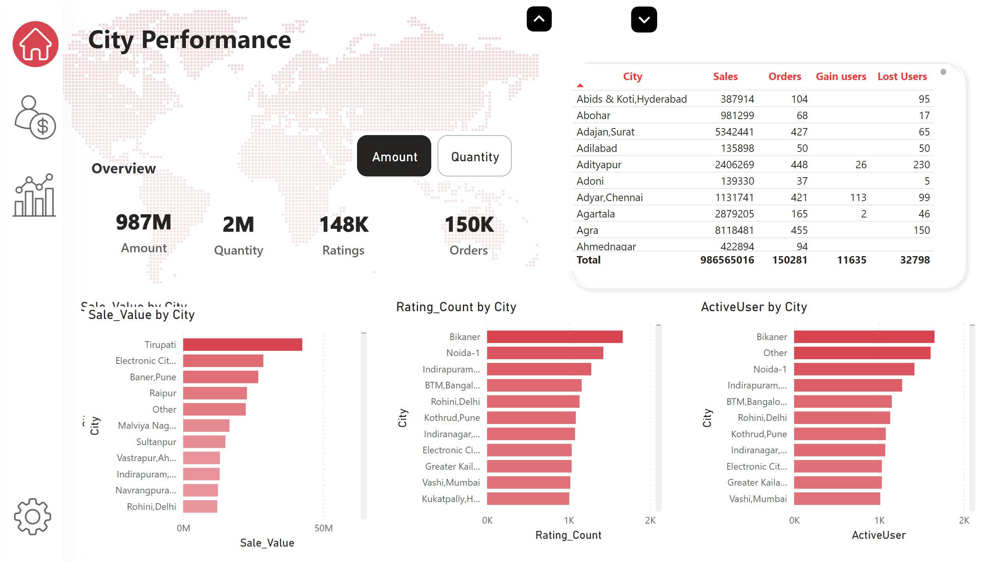 City Performance
Overview
Amount
Quantity
987M
Amount
2M
Quantity
148K
Ratings
150K
Orders
City Sales Orders Gain users Lost Users
Abids & Koti,Hyderabad 387914 104 95
Abohar 981299 68 17
Adajan,Surat 5342441 427 65
Adilabad 135898 50 50
Adityapur 2406269 448 26 230
Adoni 139330 37 5
Adyar,Chennai 1131741 421 113 99
Agartala 2879205 165 2 46
Agra 8118481 455 150
Ahmednagar 422894 94
Total 986565016 150281 11635 32798
Sale_Value by City
Sale_Value by City
City
Tirupati
Electronic Cit...
Baner,Pune
Raipur
Other
Malviya Nag...
Sultanpur
Vastrapur,Ah...
Indirapuram,...
Navrangpura...
Rohini,Delhi
0M 50M
Sale_Value
Rating_Count by City
City
Bikaner
Noida-1
Indirapuram...
BTM,Bangal...
Rohini,Delhi
Kothrud,Pune
Indiranagar,...
Electronic Ci...
Greater Kail...
Vashi,Mumbai
Kukatpally,H...
0K 1K 2K
Rating_Count
ActiveUser by City
City
Bikaner
Other
Noida-1
Indirapuram,...
BTM,Bangalo...
Rohini,Delhi
Kothrud,Pune
Indiranagar,...
Electronic Cit...
Greater Kaila...
Vashi,Mumbai
0K 1K 2K
ActiveUser